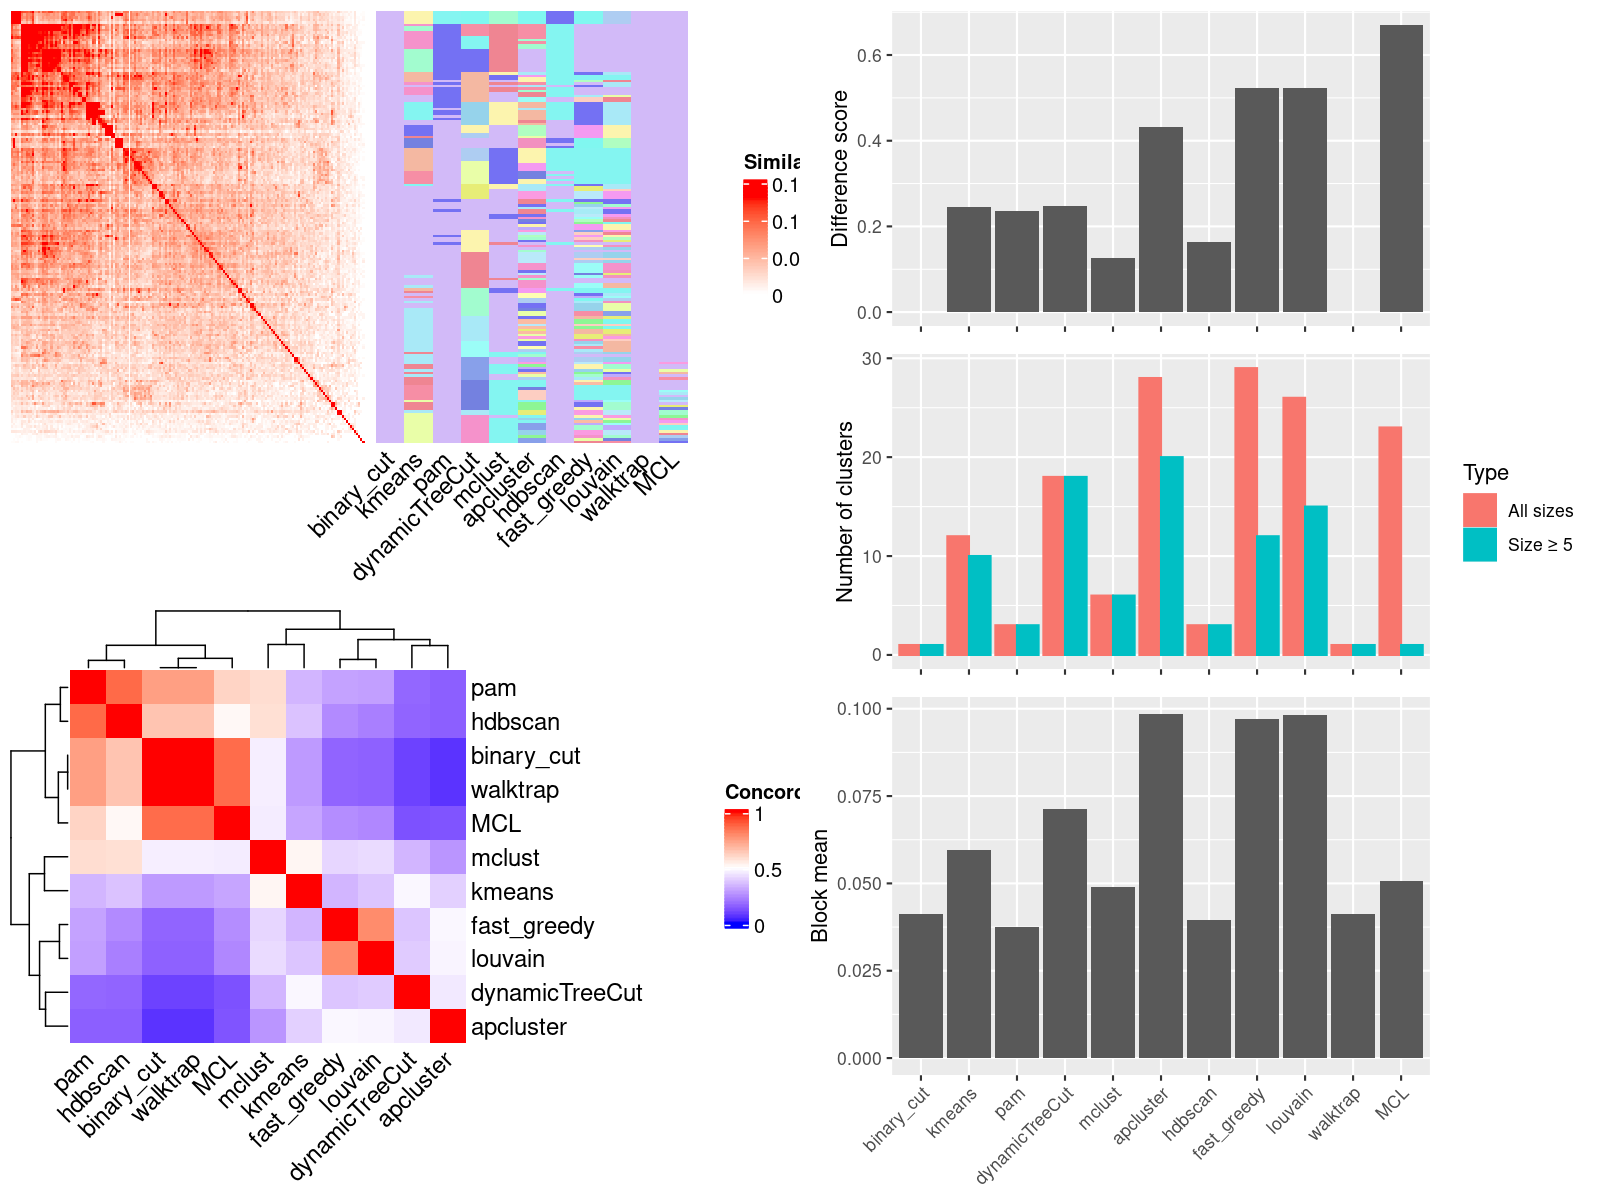 Simila
0.1
0.1
0.0
0
binary_cut
kmeans
pam
dynamicTreeCut
mclust
apcluster
hdbscan
fast_greedy
louvain
walktrap
MCL
pam
hdbscan
binary_cut
walktrap
MCL
mclust
kmeans
fast_greedy
louvain
dynamicTreeCut
apcluster
pam
hdbscan
binary_cut
walktrap
MCL
mclust
kmeans
fast_greedy
louvain
dynamicTreeCut
apcluster
Concord
1
0.5
0
Difference score
0.6
0.4
0.2
0.0
Number of clusters
30
20
10
0
Type
All sizes
Size ≥ 5
Block mean
0.100
0.075
0.050
0.025
0.000
binary_cut
kmeans
pam
dynamicTreeCut
mclust
apcluster
hdbscan
fast_greedy
louvain
walktrap
MCL